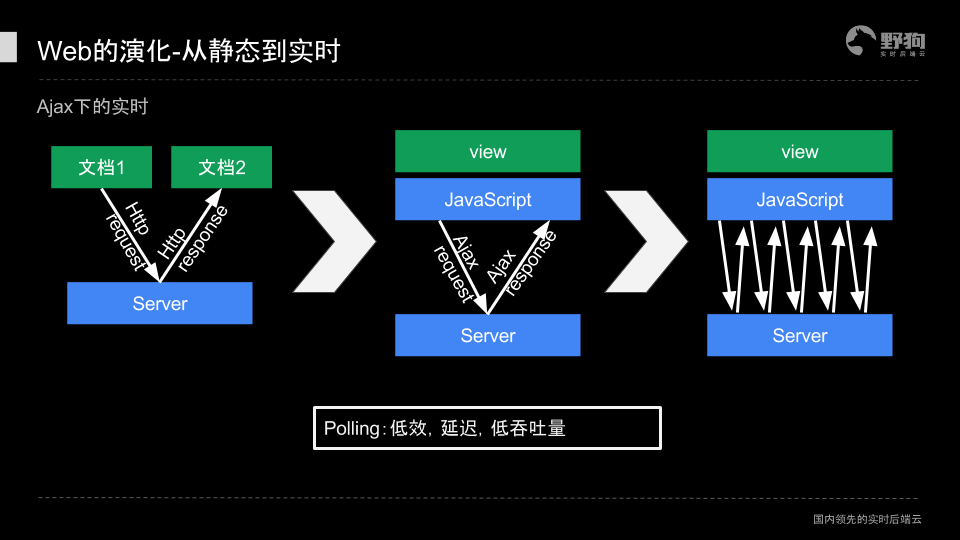 Web的演化-从静态到实时
野狗
实时后端云
Ajax下的实时
文档1
文档2
Http
request
Http
response
Server
view
JavaScript
Ajax
request
Ajax
response
Server
view
JavaScript
Server
Polling：低效，延迟，低吞吐量
国内领先的实时后端云